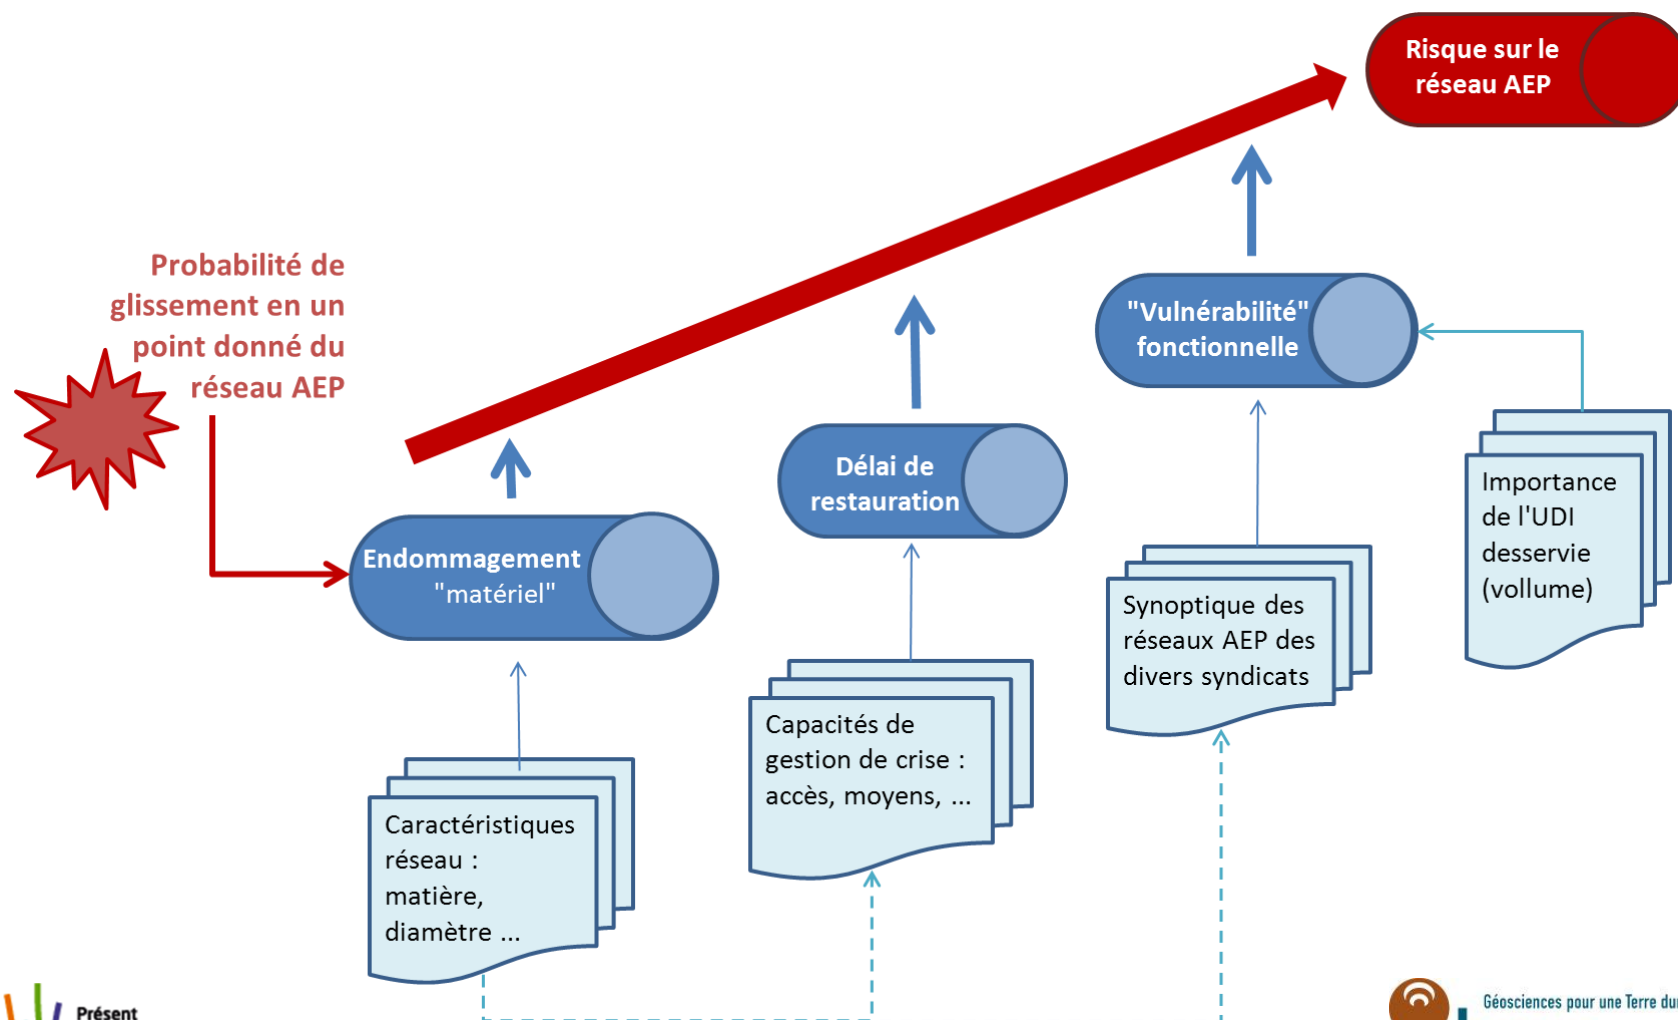 Risque sur le
réseau AEP
Probabilité de
glissement en un
point donné du
réseau AEP
"Vulnérabilité"
fonctionnelle
Délai de
restauration
Endommagement
"matériel"
Importance
de l'UDI
desservie
(vollume)
Synoptique des
réseaux AEP des
divers syndicats
Capacités de
gestion de crise :
accès, moyens, ...
Caractéristiques
réseau :
matière,
diamètre ...
Présent
Géosciences pour une Terre dur